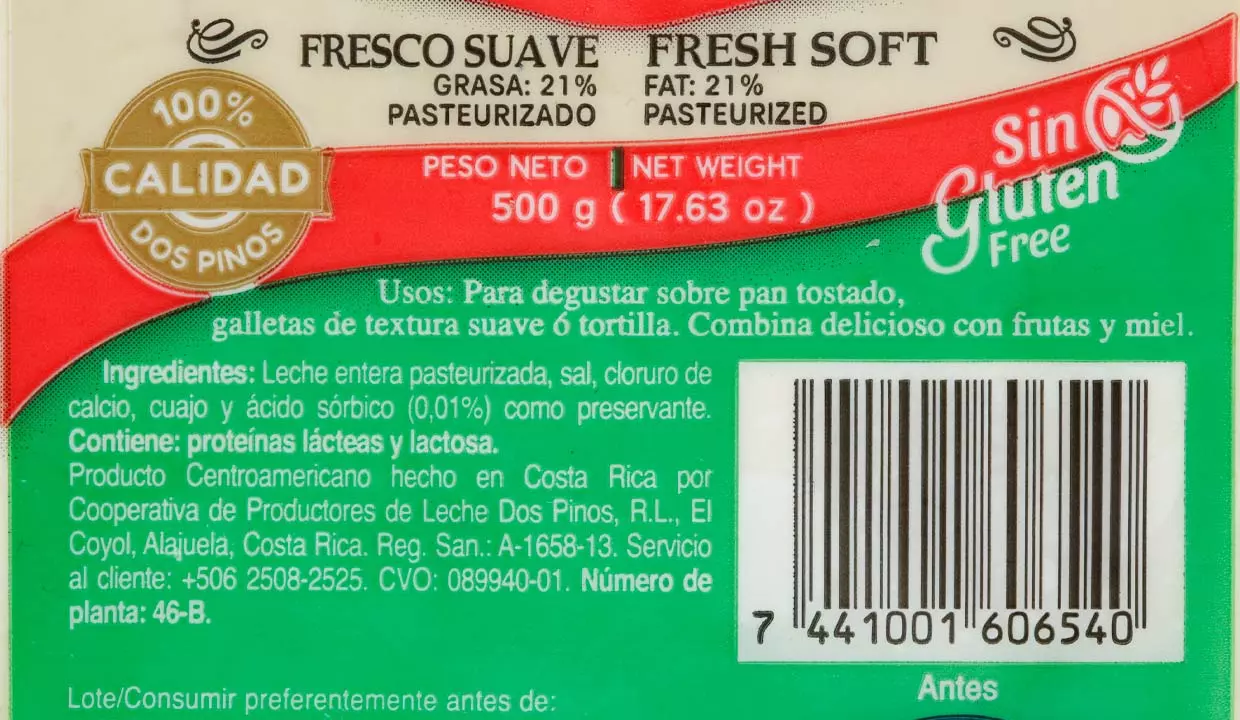 FRESCO SUAVE FRESH SOFT
GRASA: 21% FAT: 21%
PASTEURIZADO PASTEURIZED
100%
CALIDAD
DOS PINOS
PESO NETO NET WEIGHT
500 g ( 17.63 oz )
Sin
Gluten
Free
Usos: Para degustar sobre pan tostado,
galletas de textura suave ó tortilla. Combina delicioso con frutas y miel.
Ingredientes: Leche entera pasteurizada, sal, cloruro de
calcio, cuajo y ácido sórbico (0,01%) como preservante.
Contiene: proteínas lácteas y lactosa.
Producto Centroamericano hecho en Costa Rica por
Cooperativa de Productores de Leche Dos Pinos, R.L., El
Coyol, Alajuela, Costa Rica. Reg. San.: A-1658-13. Servicio
al cliente: +506 2508-2525. CVO: 089940-01. Número de
planta: 46-B.
7 441001 606540
Lote/Consumir preferentemente antes de:
Antes